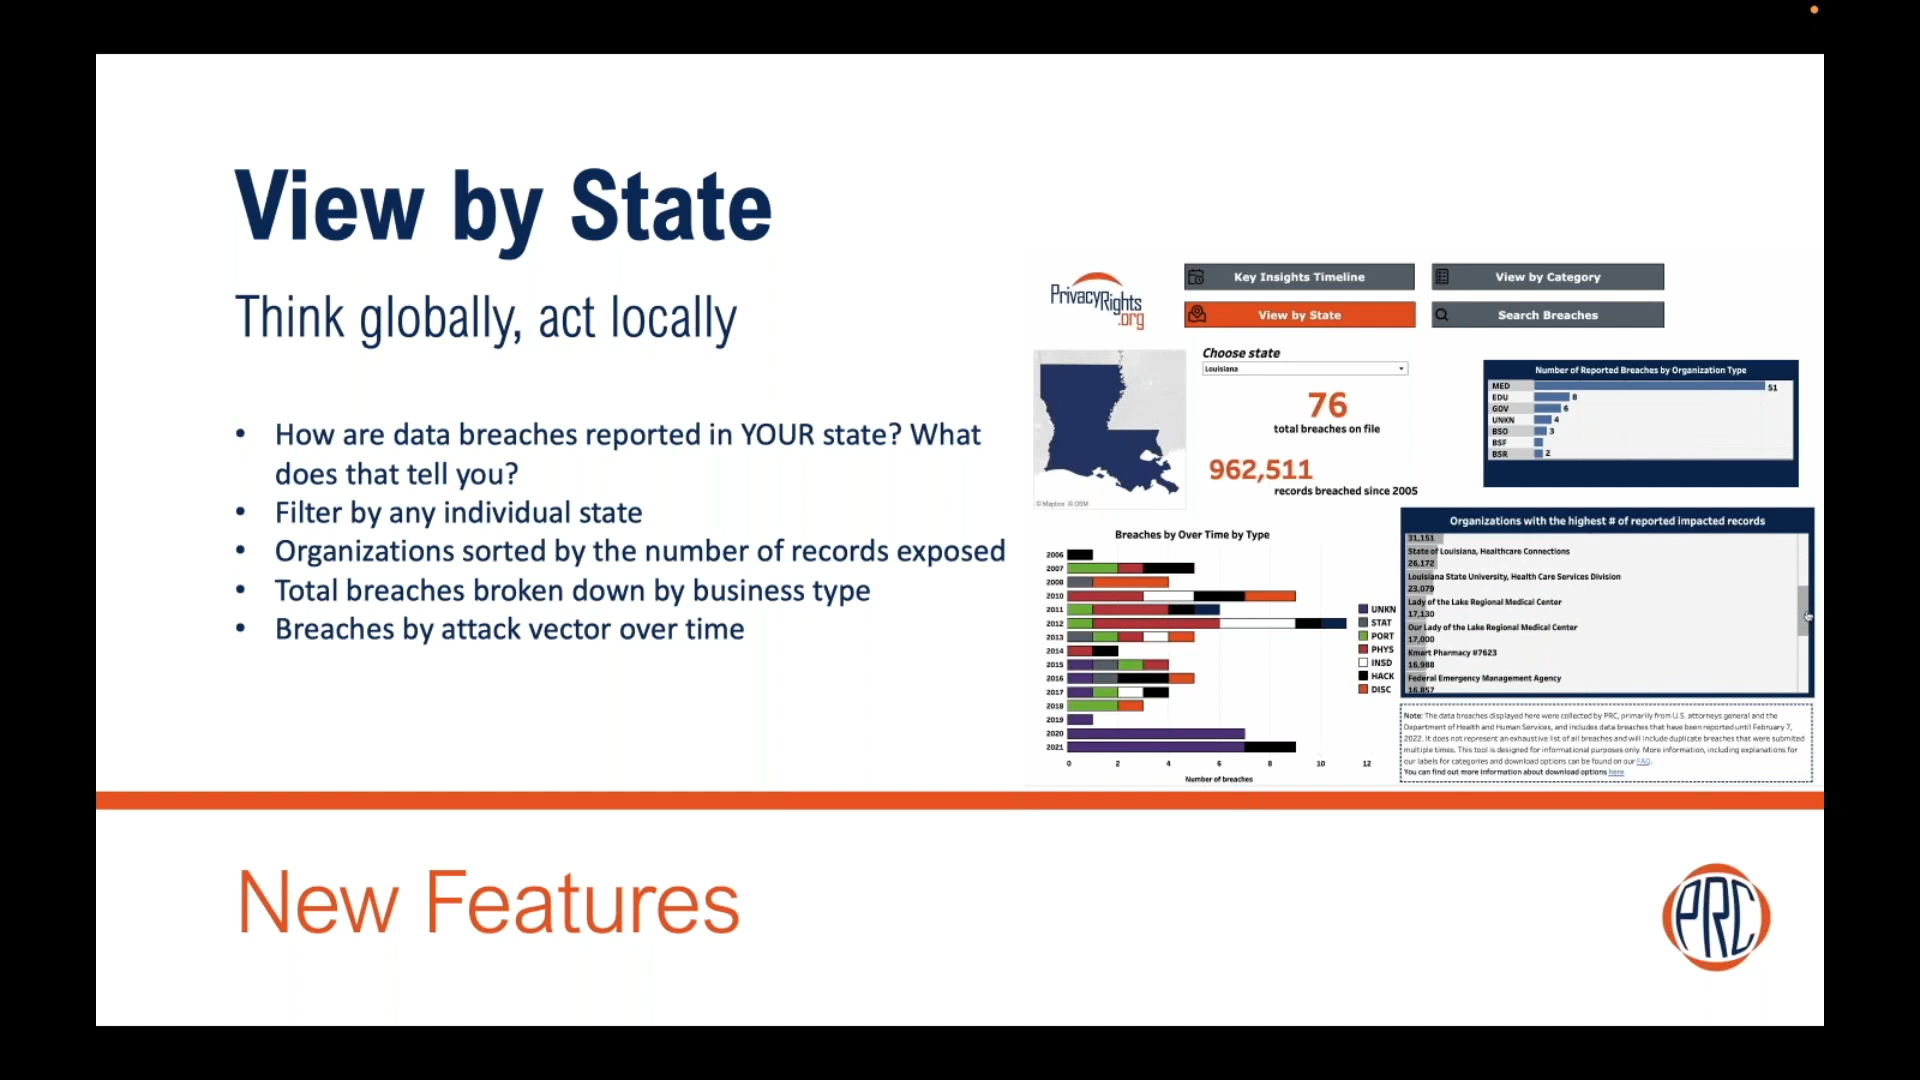 View by State
Think globally, act locally
• How are data breaches reported in YOUR state? What
does that tell you?
• Filter by any individual state
• Organizations sorted by the number of records exposed
• Total breaches broken down by business type
• Breaches by attack vector over time
PrivacyRights
.org
Key Insights Timeline
View by Category
View by State
Search Breaches
Choose state
Louisiana
76
total breaches on file
962,511
records breached since 2005
© Mapbox © OSM
Number of Reported Breaches by Organization Type
MED 51
EDU 8
GOV 6
UNKN 4
BSO 3
BSF
BSR 2
Breaches by Over Time by Type
2006
2007
2008
2010
2011
2012
2013
2014
2015
2016
2017
2018
2019
2020
2021
0 2 4 6 8 10 12
Number of breaches
UNKN
STAT
PORT
PHYS
INSD
HACK
DISC
Organizations with the highest # of reported impacted records
31,151
State of Louisiana, Healthcare Connections
26,172
Louisiana State University, Health Care Services Division
23,079
Lady of the Lake Regional Medical Center
17,130
Our Lady of the Lake Regional Medical Center
17,000
Kmart Pharmacy #7623
16,988
Federal Emergency Management Agency
16,857
Note: The data breaches displayed here were collected by PRC, primarily from U.S. attorneys general and the
Department of Health and Human Services, and includes data breaches that have been reported until February 7,
2022. It does not represent an exhaustive list of all breaches and will include duplicate breaches that were submited
multiple times. This tool is designed for informational purposes only. More information, including explanations for
our labels for categories and download options can be found on our FAQ.
You can find out more information about download options here
New Features
PRC